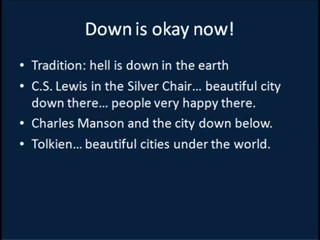 Down is okay now!
• Tradition: hell is down in the earth
• C.S. Lewis in the Silver Chair… beautiful city
down there… people very happy there.
• Charles Manson and the city down below.
• Tolkien… beautiful cities under the world.